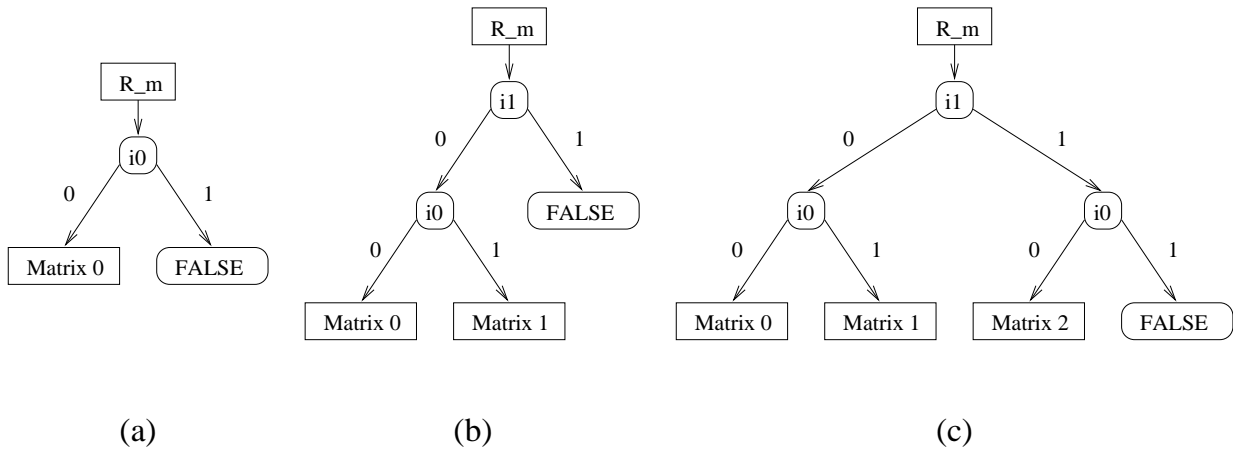 R_m
i0
0
1
Matrix 0
FALSE
(a)
R_m
i1
0
1
i0
FALSE
0
1
Matrix 0
Matrix 1
(b)
R_m
i1
0
1
i0
i0
0
1
0
1
Matrix 0
Matrix 1
Matrix 2
FALSE
(c)